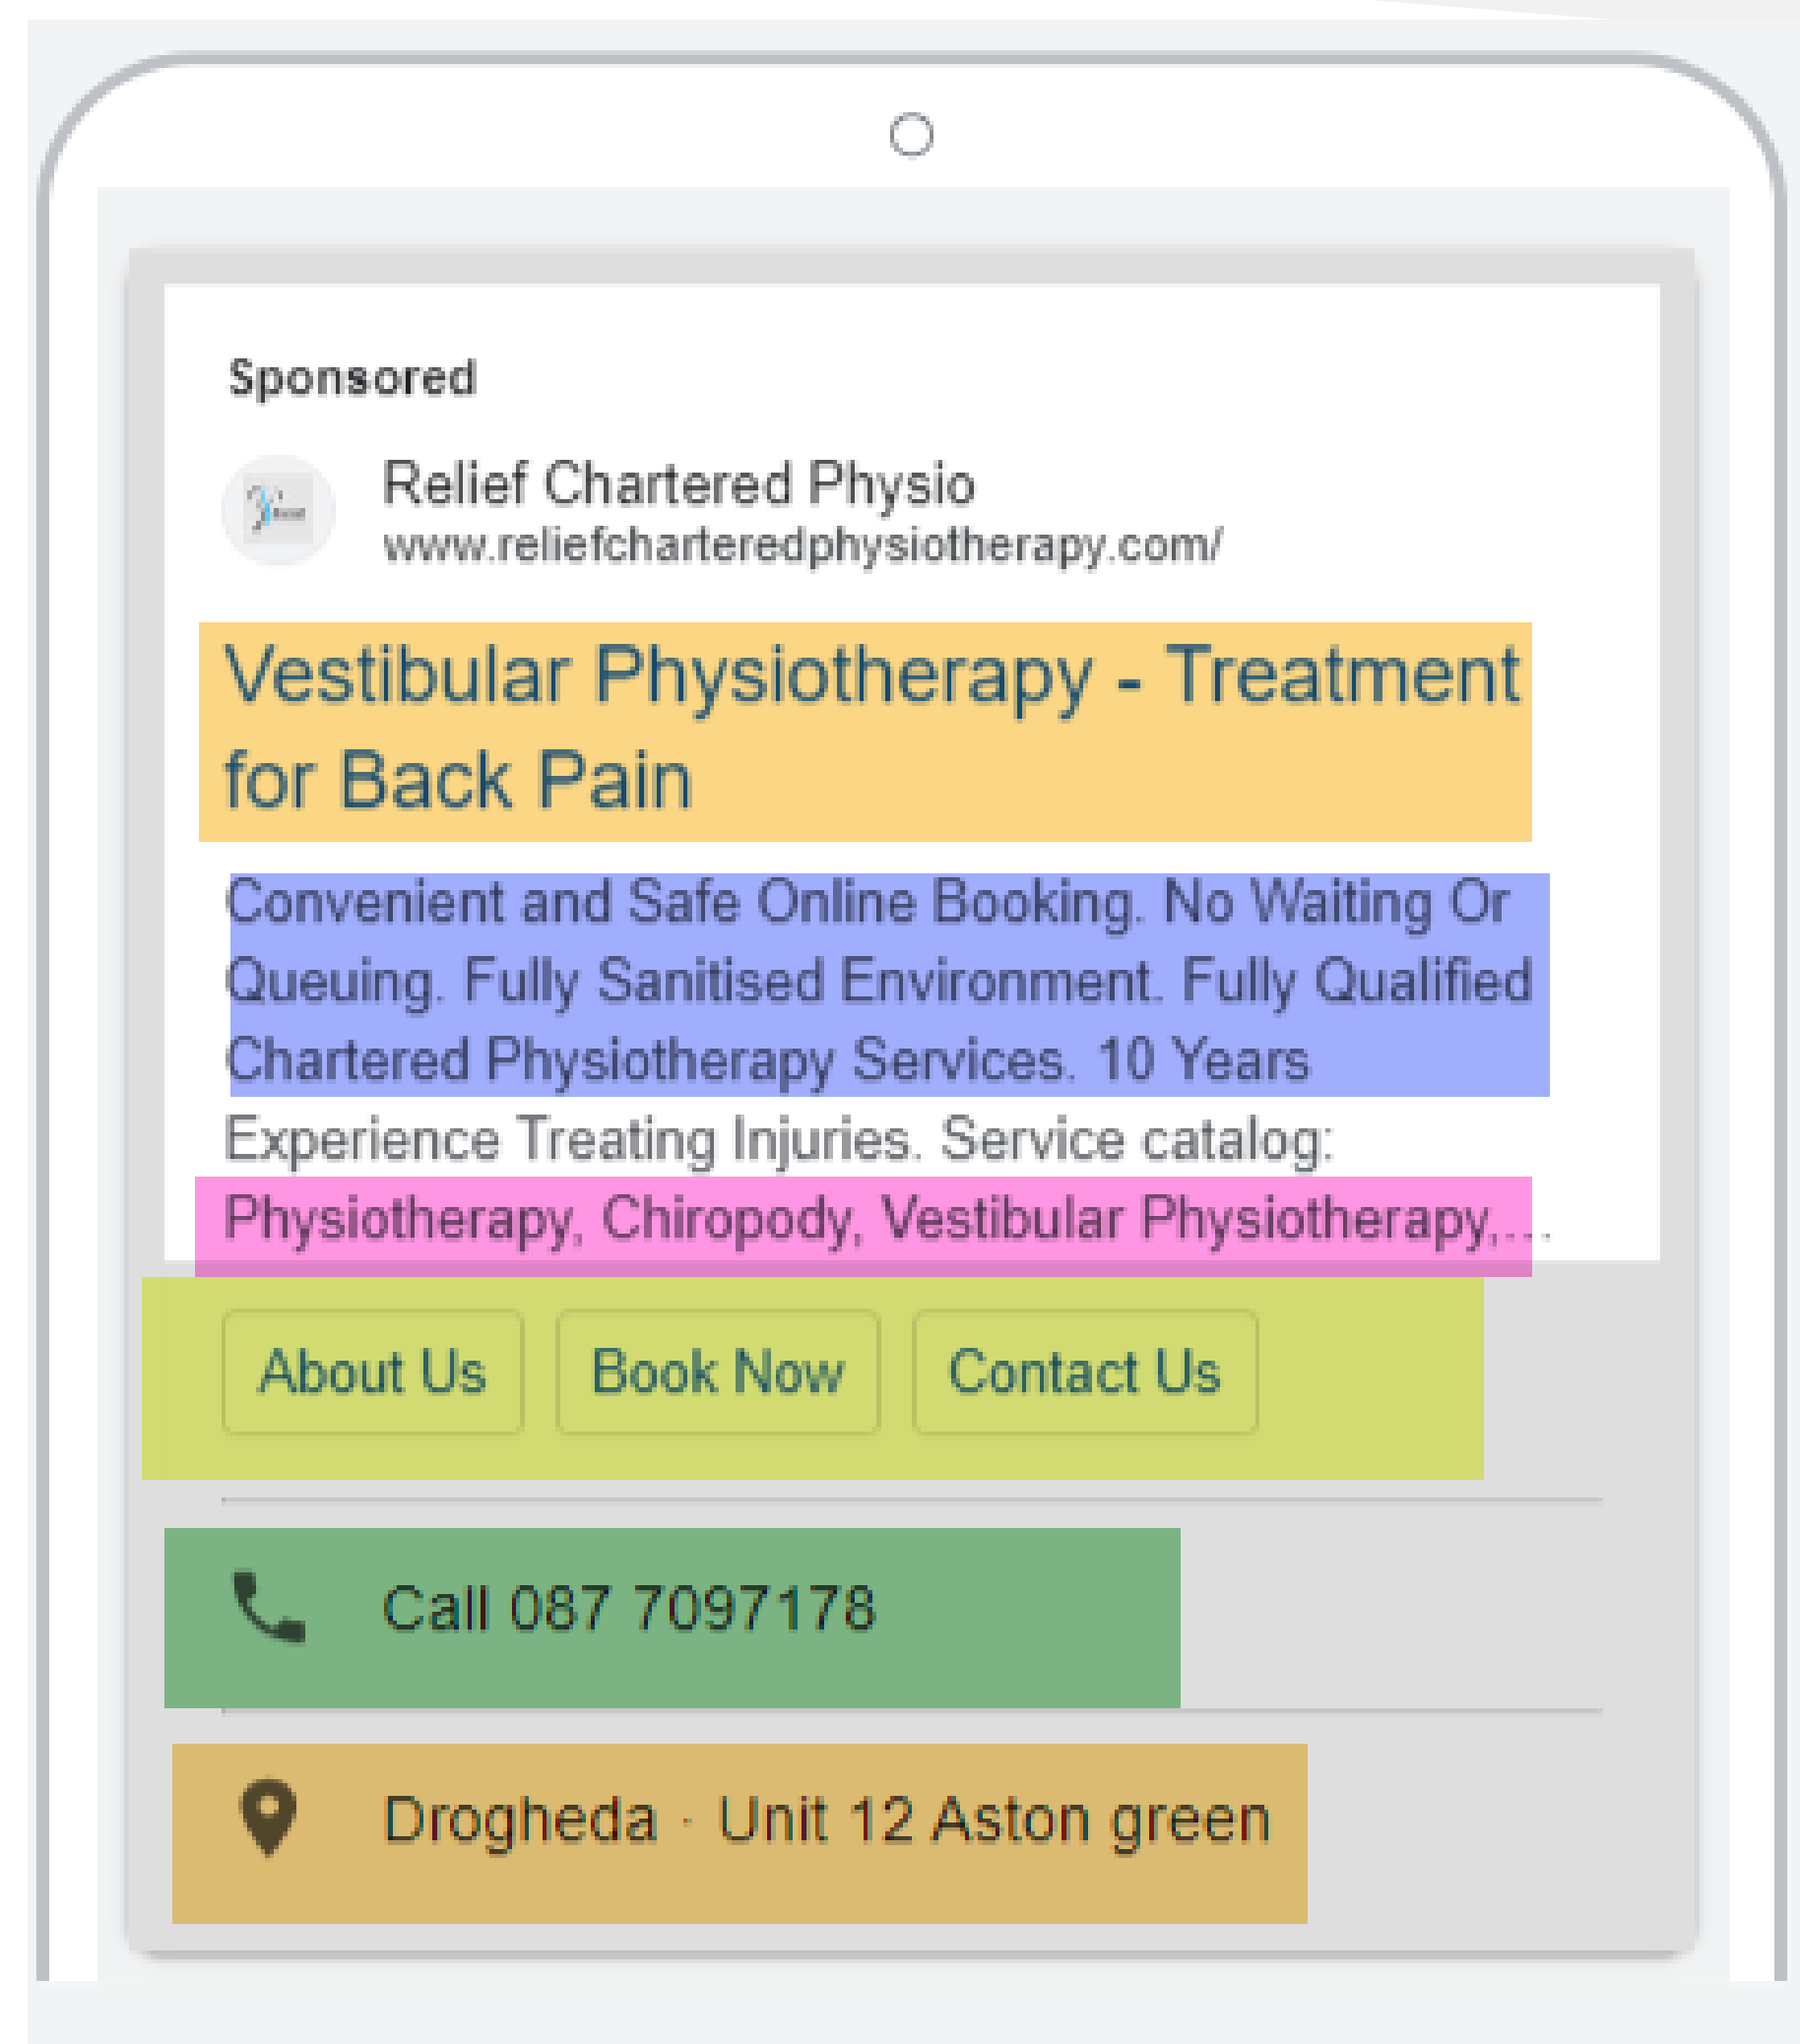 Sponsored
Relief Chartered Physio
www.reliefcharteredphysiotherapy.com/
Vestibular Physiotherapy - Treatment
for Back Pain
Convenient and Safe Online Booking. No Waiting Or
Queuing. Fully Sanitised Environment. Fully Qualified
Chartered Physiotherapy Services. 10 Years
Experience Treating Injuries. Service catalog:
Physiotherapy, Chiropody, Vestibular Physiotherapy,...
About Us Book Now Contact Us
Call 087 7097178
Drogheda · Unit 12 Aston green